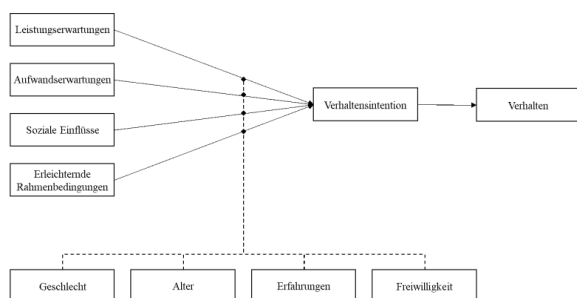 Leistungserwartungen
Aufwandserwartungen
Soziale Einflüsse
Erleichternde
Rahmenbedingungen
Verhaltensintention
Verhalten
Geschlecht
Alter
Erfahrungen
Freiwilligkeit